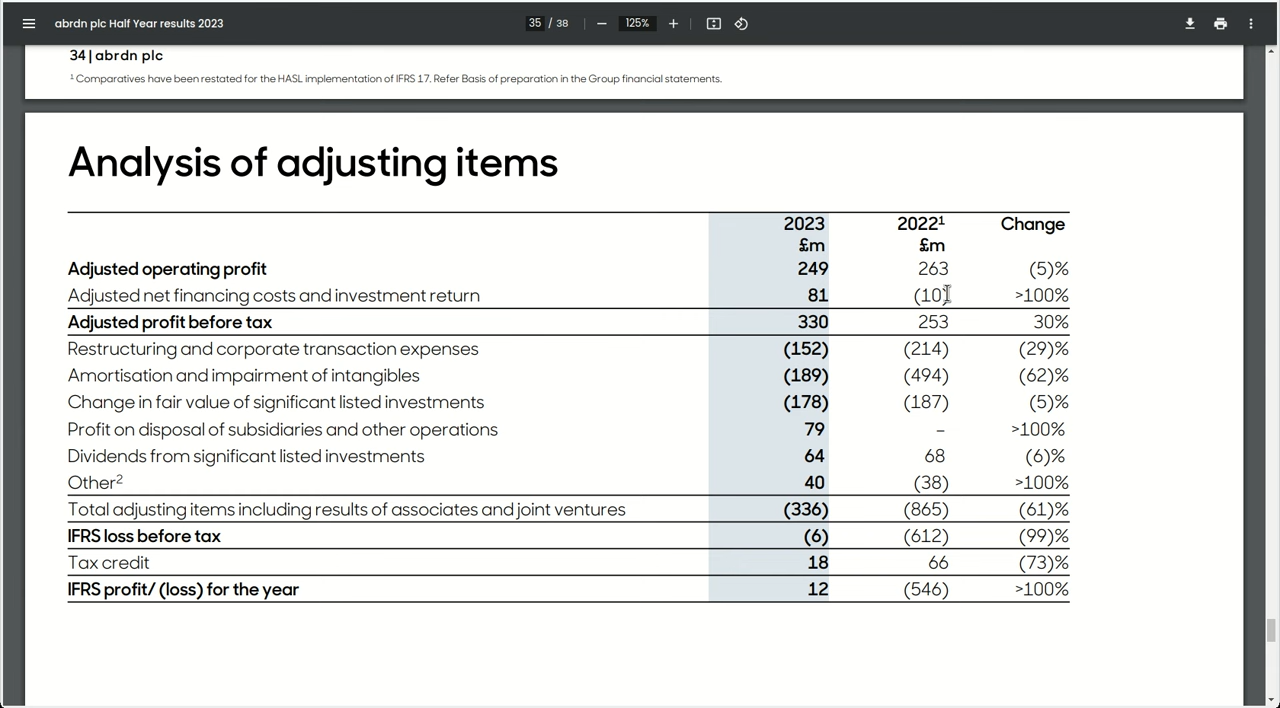 abrdn plc Half Year results 2023 35 / 38 125%
34 | abrdn plc
¹ Comparatives have been restated for the HASL implementation of IFRS 17. Refer Basis of preparation in the Group financial statements.
Analysis of adjusting items
2023 2022¹ Change
£m £m
Adjusted operating profit 249 263 (5)%
Adjusted net financing costs and investment return 81 (10) >100%
Adjusted profit before tax 330 253 30%
Restructuring and corporate transaction expenses (152) (214) (29)%
Amortisation and impairment of intangibles (189) (494) (62)%
Change in fair value of significant listed investments (178) (187) (5)%
Profit on disposal of subsidiaries and other operations 79 – >100%
Dividends from significant listed investments 64 68 (6)%
Other² 40 (38) >100%
Total adjusting items including results of associates and joint ventures (336) (865) (61)%
IFRS loss before tax (6) (612) (99)%
Tax credit 18 66 (73)%
IFRS profit/ (loss) for the year 12 (546) >100%